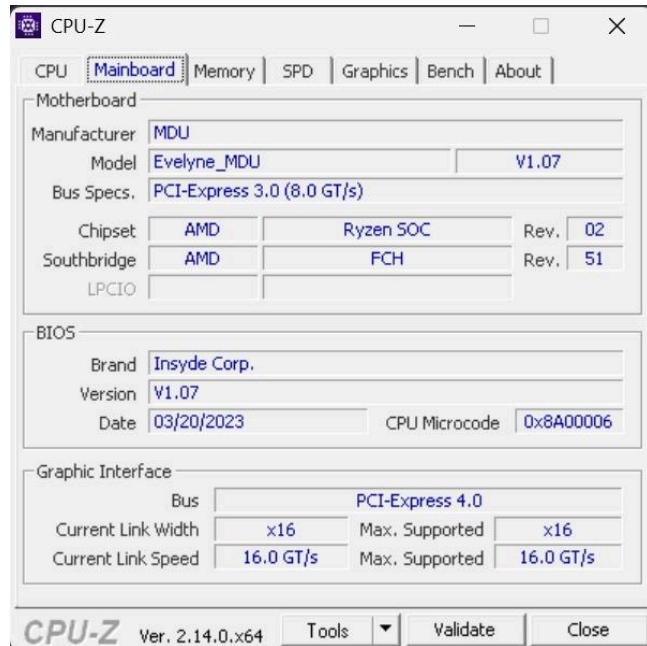 CPU-Z
CPU Mainboard Memory SPD Graphics Bench About
Motherboard
Manufacturer MDU
Model Evelyne_MDU V1.07
Bus Specs. PCI-Express 3.0 (8.0 GT/s)
Chipset AMD Ryzen SOC Rev. 02
Southbridge AMD FCH Rev. 51
LPCIO
BIOS
Brand Insyde Corp.
Version V1.07
Date 03/20/2023 CPU Microcode 0x8A00006
Graphic Interface
Bus PCI-Express 4.0
Current Link Width x16 Max. Supported x16
Current Link Speed 16.0 GT/s Max. Supported 16.0 GT/s
CPU-Z Ver. 2.14.0.x64 Tools Validate Close